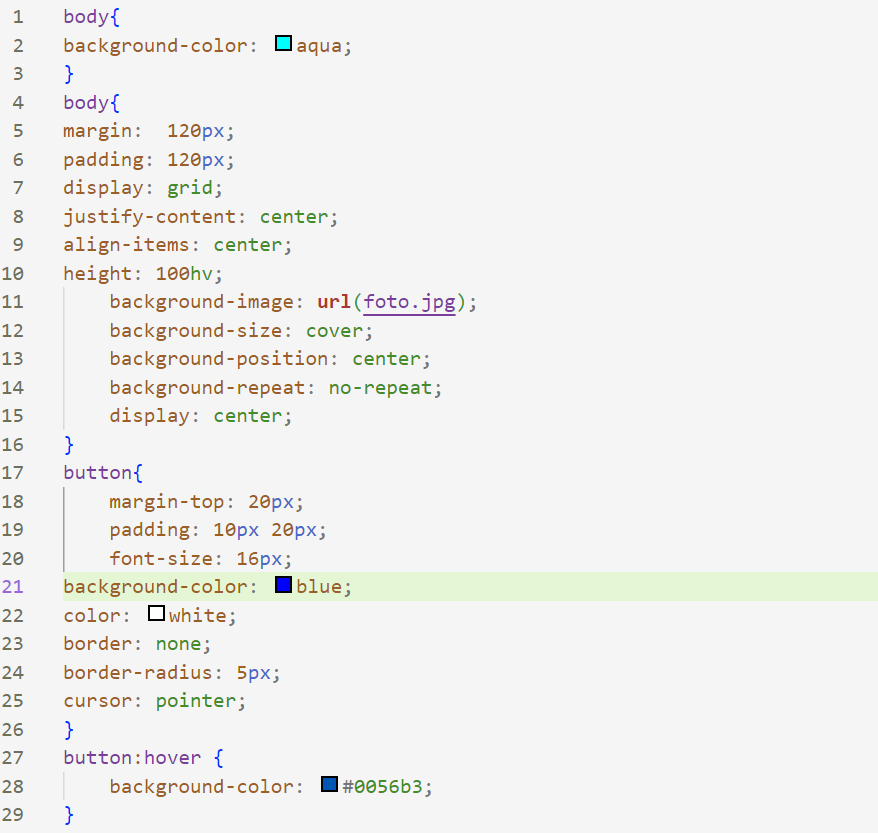 1 body{
2 background-color: aqua;
3 }
4 body{
5 margin:  120px;
6 padding: 120px;
7 display: grid;
8 justify-content: center;
9 align-items: center;
10 height: 100hv;
11     background-image: url(foto.jpg);
12     background-size: cover;
13     background-position: center;
14     background-repeat: no-repeat;
15     display: center;
16 }
17 button{
18     margin-top: 20px;
19     padding: 10px 20px;
20     font-size: 16px;
21 background-color: blue;
22 color: white;
23 border: none;
24 border-radius: 5px;
25 cursor: pointer;
26 }
27 button:hover {
28     background-color: #0056b3;
29 }